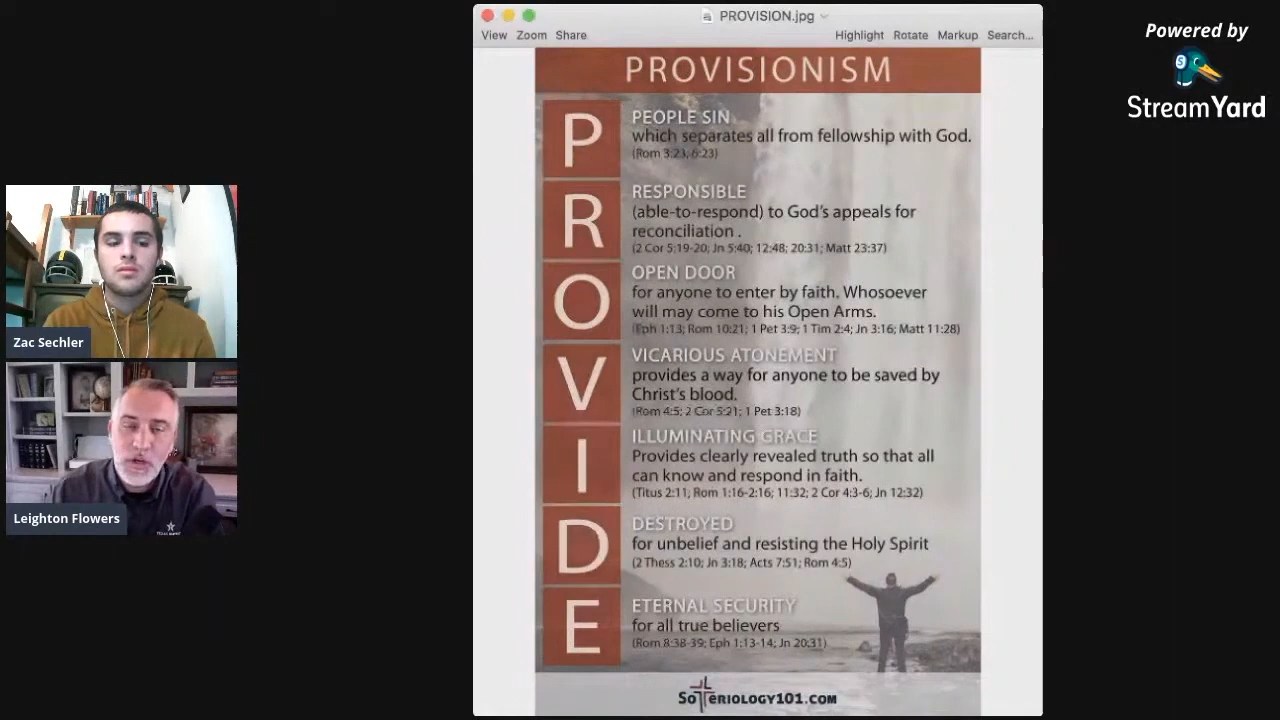 PROVISION.jpg
View Zoom Share
Highlight Rotate Markup Search...
Powered by
StreamYard
PROVISIONISM
P
PEOPLE SIN
which separates all from fellowship with God.
(Rom 3:23, 6:23)
R
RESPONSIBLE
(able-to-respond) to God's appeals for
reconciliation .
(2 Cor 5:19-20; Jn 5:40; 12:48; 20:31; Matt 23:37)
O
OPEN DOOR
for anyone to enter by faith. Whosoever
will may come to his Open Arms.
(Eph 1:13; Rom 10:21; 1 Pet 3:9; 1 Tim 2:4; Jn 3:16; Matt 11:28)
V
VICARIOUS ATONEMENT
provides a way for anyone to be saved by
Christ's blood.
(Rom 4:5; 2 Cor 5:21; 1 Pet 3:18)
I
ILLUMINATING GRACE
Provides clearly revealed truth so that all
can know and respond in faith.
(Titus 2:11; Rom 1:16-2:16; 11:32; 2 Cor 4:3-6; Jn 12:32)
D
DESTROYED
for unbelief and resisting the Holy Spirit
(2 Thess 2:10; Jn 3:18; Acts 7:51; Rom 4:5)
E
ETERNAL SECURITY
for all true believers
(Rom 8:38-39; Eph 1:13-14; Jn 20:31)
SOTERIOLOGY101.COM
Zac Sechler
Leighton Flowers